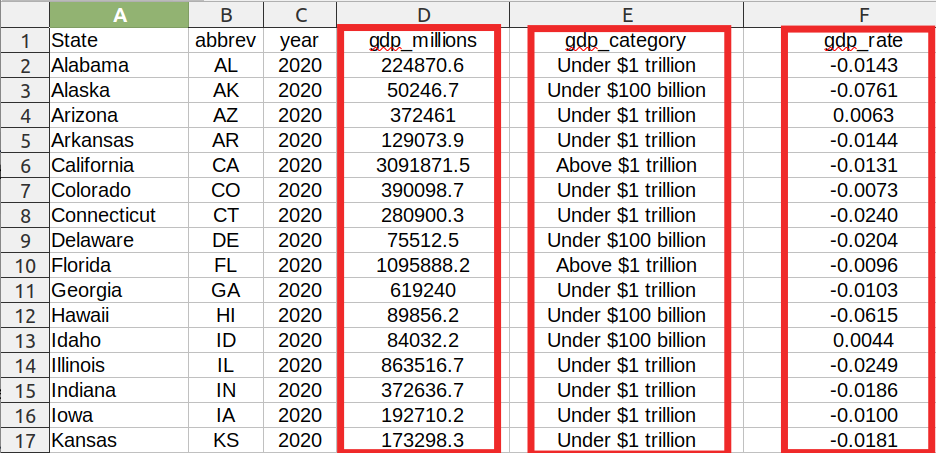 A B C D E F
1 State abbrev year gdp_millions gdp_category gdp_rate
2 Alabama AL 2020 224870.6 Under $1 trillion -0.0143
3 Alaska AK 2020 50246.7 Under $100 billion -0.0761
4 Arizona AZ 2020 372461 Under $1 trillion 0.0063
5 Arkansas AR 2020 129073.9 Under $1 trillion -0.0144
6 California CA 2020 3091871.5 Above $1 trillion -0.0131
7 Colorado CO 2020 390098.7 Under $1 trillion -0.0073
8 Connecticut CT 2020 280900.3 Under $1 trillion -0.0240
9 Delaware DE 2020 75512.5 Under $100 billion -0.0204
10 Florida FL 2020 1095888.2 Above $1 trillion -0.0096
11 Georgia GA 2020 619240 Under $1 trillion -0.0103
12 Hawaii HI 2020 89856.2 Under $100 billion -0.0615
13 Idaho ID 2020 84032.2 Under $100 billion 0.0044
14 Illinois IL 2020 863516.7 Under $1 trillion -0.0249
15 Indiana IN 2020 372636.7 Under $1 trillion -0.0186
16 Iowa IA 2020 192710.2 Under $1 trillion -0.0100
17 Kansas KS 2020 173298.3 Under $1 trillion -0.0181